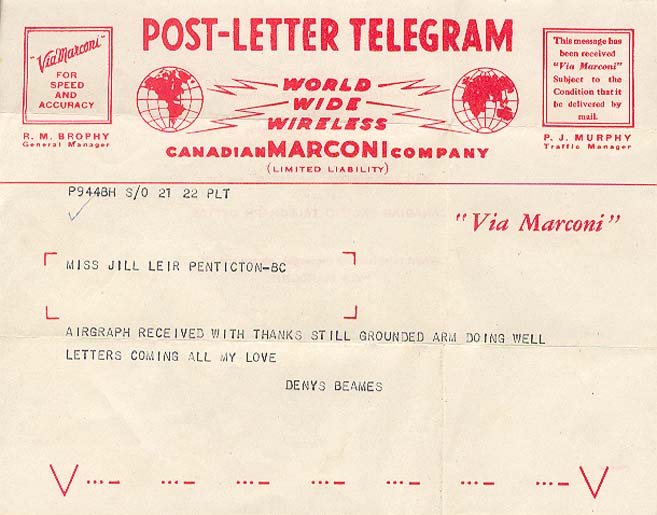 POST-LETTER TELEGRAM
"Via Marconi"
FOR
SPEED
AND
ACCURACY
R. M. BROPHY
General Manager
WORLD
WIDE
WIRELESS
CANADIAN MARCONI COMPANY
(LIMITED LIABILITY)
This message has
been received
"Via Marconi"
Subject to the
Condition that it
be delivered by
mail.
P. J. MURPHY
Traffic Manager
P944BH S/O 21 22 PLT
"Via Marconi"
MISS JILL LEIR PENTICTON-BC
AIRGRAPH RECEIVED WITH THANKS STILL GROUNDED ARM DOING WELL
LETTERS COMING ALL MY LOVE
DENYS BEAMES
V ...- ...- ...- ...- ...- ...- ...- V